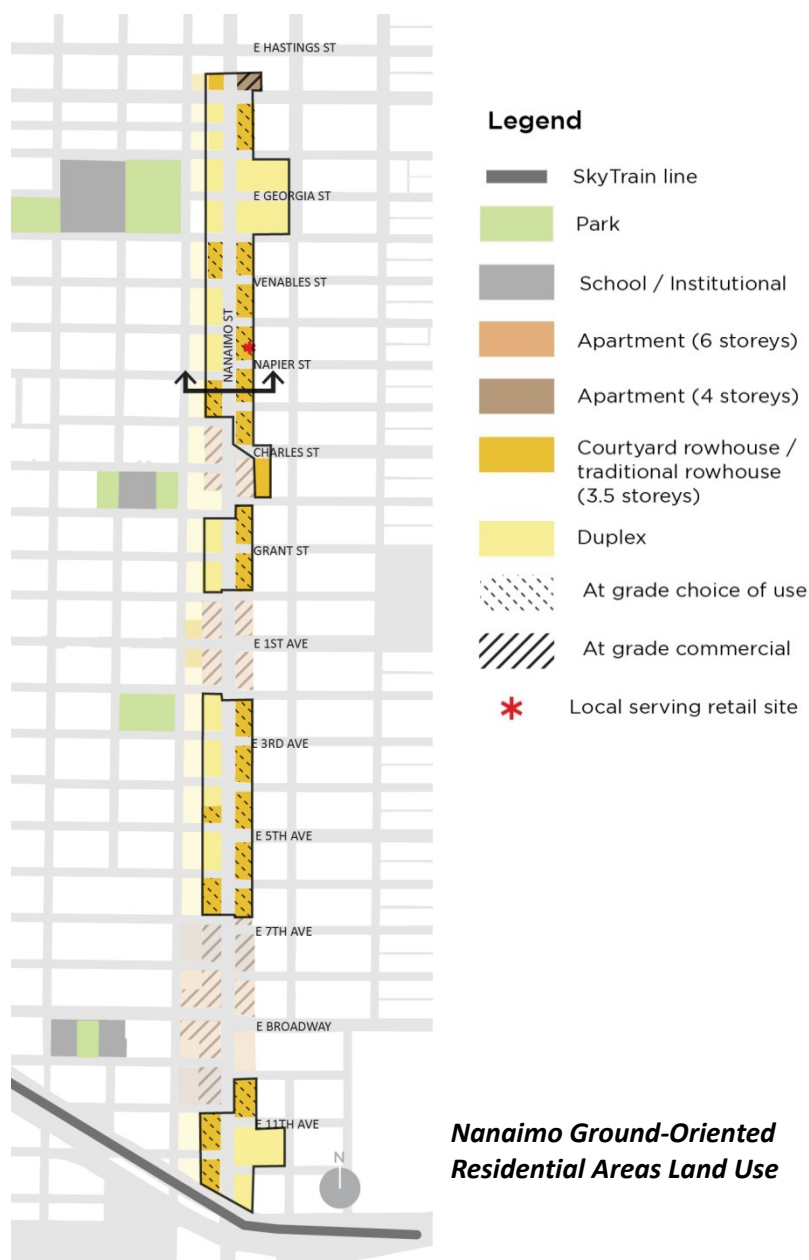 E HASTINGS ST
E GEORGIA ST
VENABLES ST
NANAIMO ST
NAPIER ST
CHARLES ST
GRANT ST
E 1ST AVE
E 3RD AVE
E 5TH AVE
E 7TH AVE
E BROADWAY
E 11TH AVE
N
Legend
SkyTrain line
Park
School / Institutional
Apartment (6 storeys)
Apartment (4 storeys)
Courtyard rowhouse /
traditional rowhouse
(3.5 storeys)
Duplex
At grade choice of use
At grade commercial
Local serving retail site
Nanaimo Ground-Oriented
Residential Areas Land Use